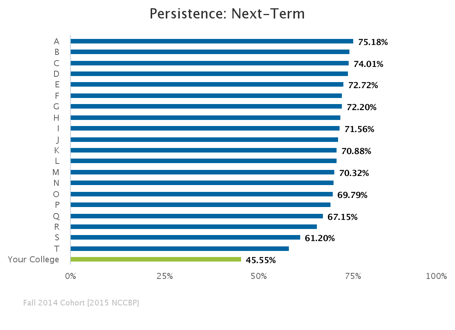 Persistence: Next-Term
A 75.18%
B
C 74.01%
D
E 72.72%
F
G 72.20%
H
I 71.56%
J
K 70.88%
L
M 70.32%
N
O 69.79%
P
Q 67.15%
R
S 61.20%
T
Your College 45.55%
0% 25% 50% 75% 100%
Fall 2014 Cohort [2015 NCCBP]